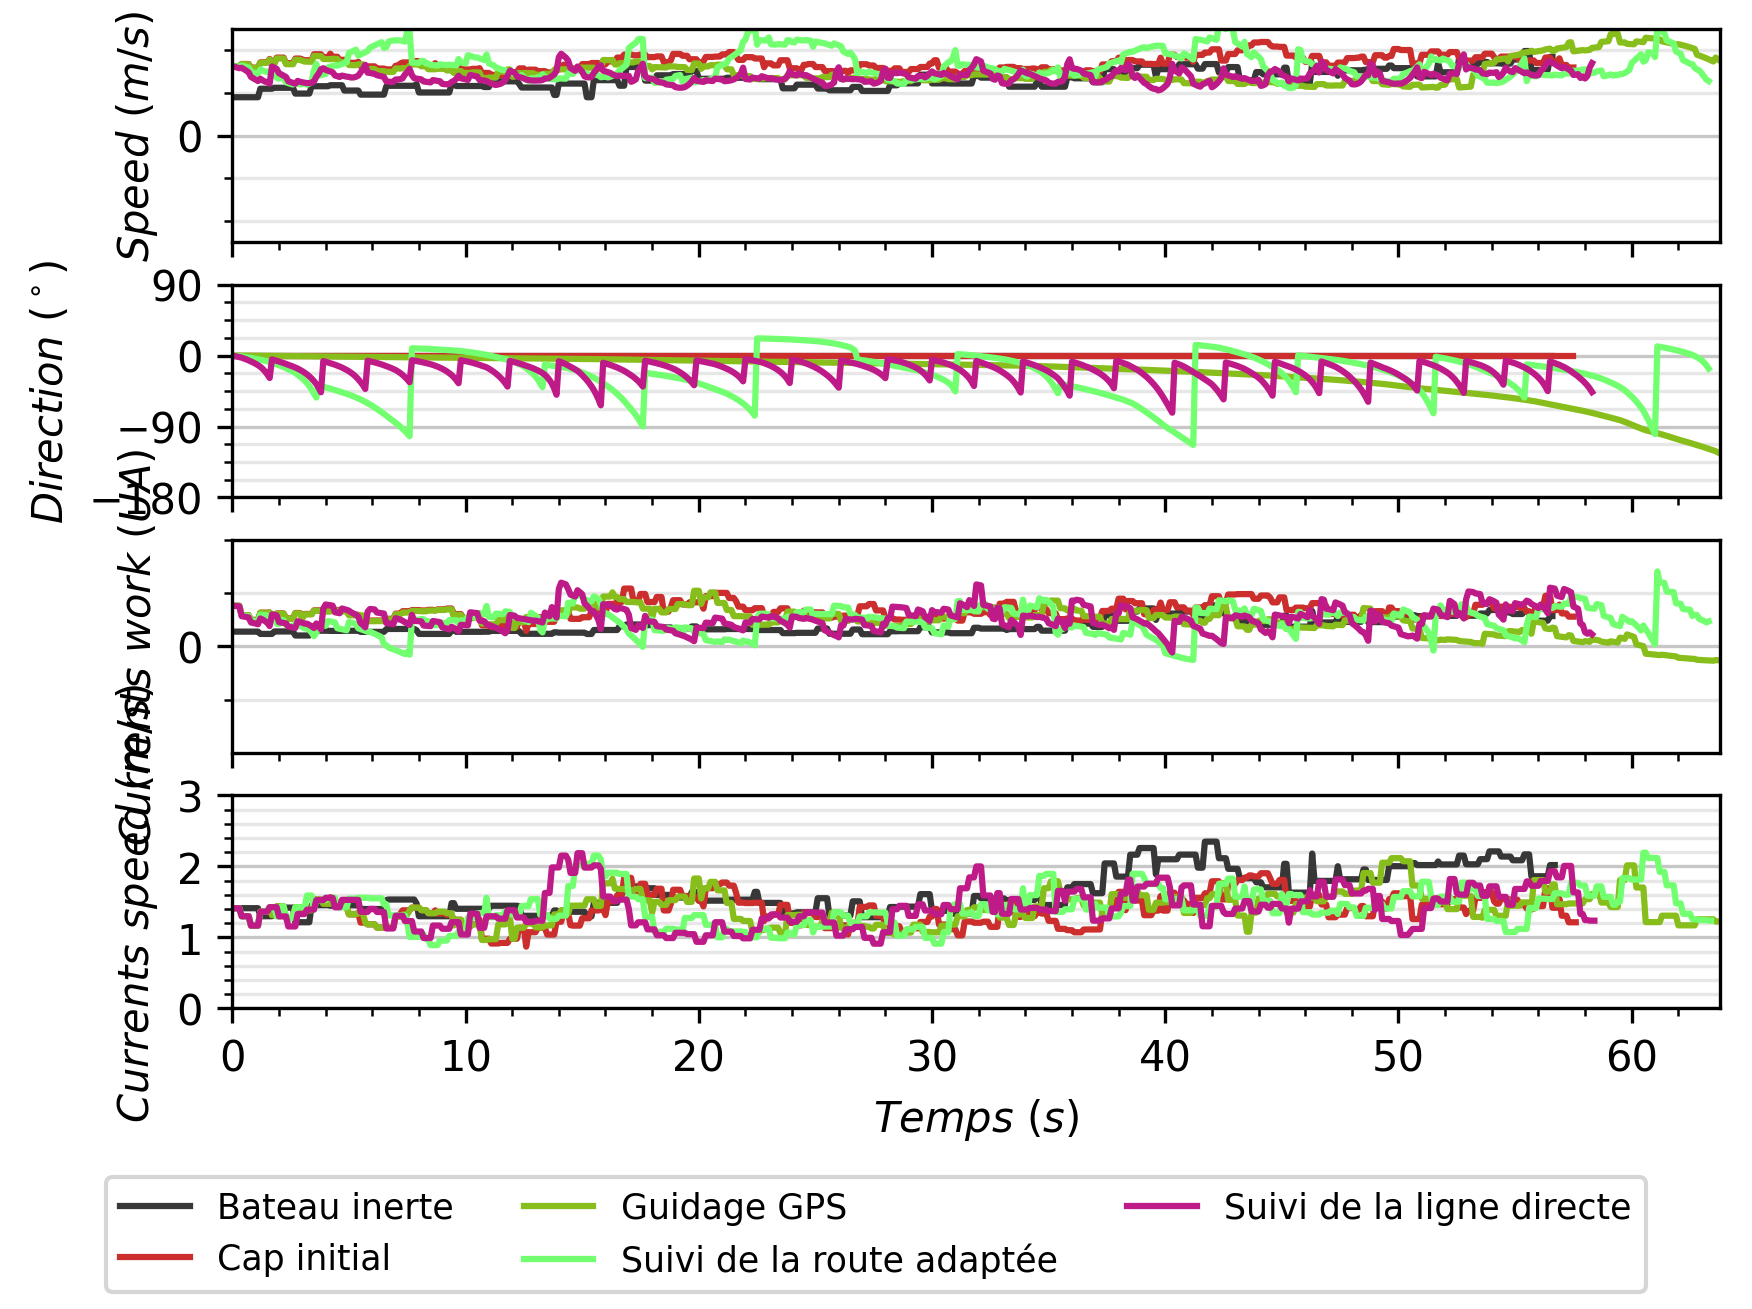 Speed (m/s)
0
Direction (°)
90
0
−90
−180
Currents work (UA)
0
Currents speed (m/s)
3
2
1
0
0 10 20 30 40 50 60
Temps (s)
Bateau inerte
Cap initial
Guidage GPS
Suivi de la route adaptée
Suivi de la ligne directe